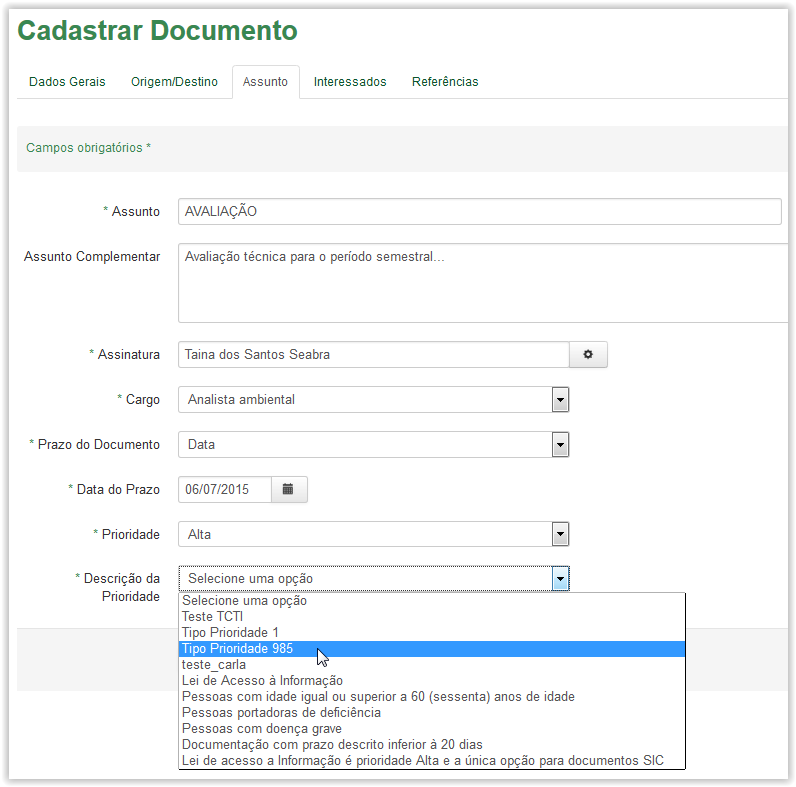 Cadastrar Documento
Dados Gerais Origem/Destino Assunto Interessados Referências
Campos obrigatórios *
* Assunto AVALIAÇÃO
Assunto Complementar Avaliação técnica para o período semestral...
* Assinatura Taina dos Santos Seabra
* Cargo Analista ambiental
* Prazo do Documento Data
* Data do Prazo 06/07/2015
* Prioridade Alta
* Descrição da Prioridade Selecione uma opção
Selecione uma opção
Teste TCTI
Tipo Prioridade 1
Tipo Prioridade 985
teste_carla
Lei de Acesso à Informação
Pessoas com idade igual ou superior a 60 (sessenta) anos de idade
Pessoas portadoras de deficiência
Pessoas com doença grave
Documentação com prazo descrito inferior à 20 dias
Lei de acesso a Informação é prioridade Alta e a única opção para documentos SIC